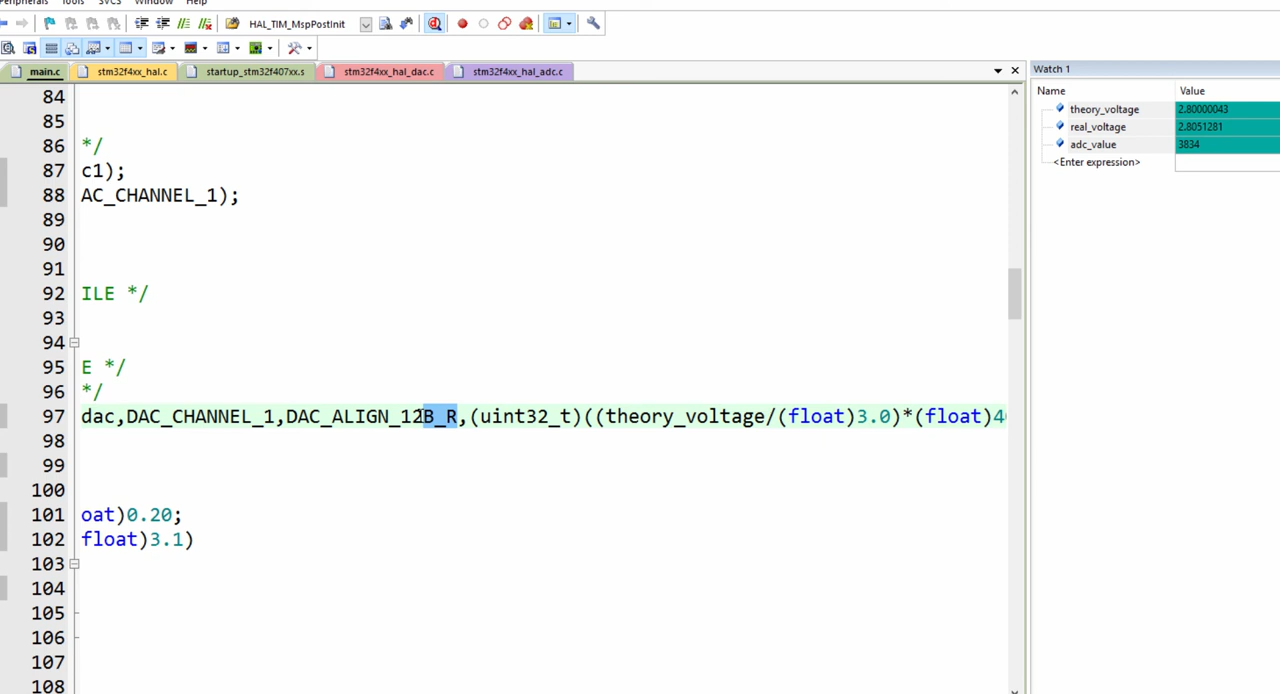 Peripherals Tools SVCS Window Help
HAL_TIM_MspPostInit
main.c stm32f4xx_hal.c startup_stm32f407xx.s stm32f4xx_hal_dac.c stm32f4xx_hal_adc.c
Watch 1
Name Value
theory_voltage 2.80000043
real_voltage 2.8051281
adc_value 3834
<Enter expression>
84
85
86 */
87 c1);
88 AC_CHANNEL_1);
89
90
91
92 ILE */
93
94
95 E */
96 */
97 dac,DAC_CHANNEL_1,DAC_ALIGN_12B_R,(uint32_t)((theory_voltage/(float)3.0)*(float)4
98
99
100
101 oat)0.20;
102 float)3.1)
103
104
105
106
107
108